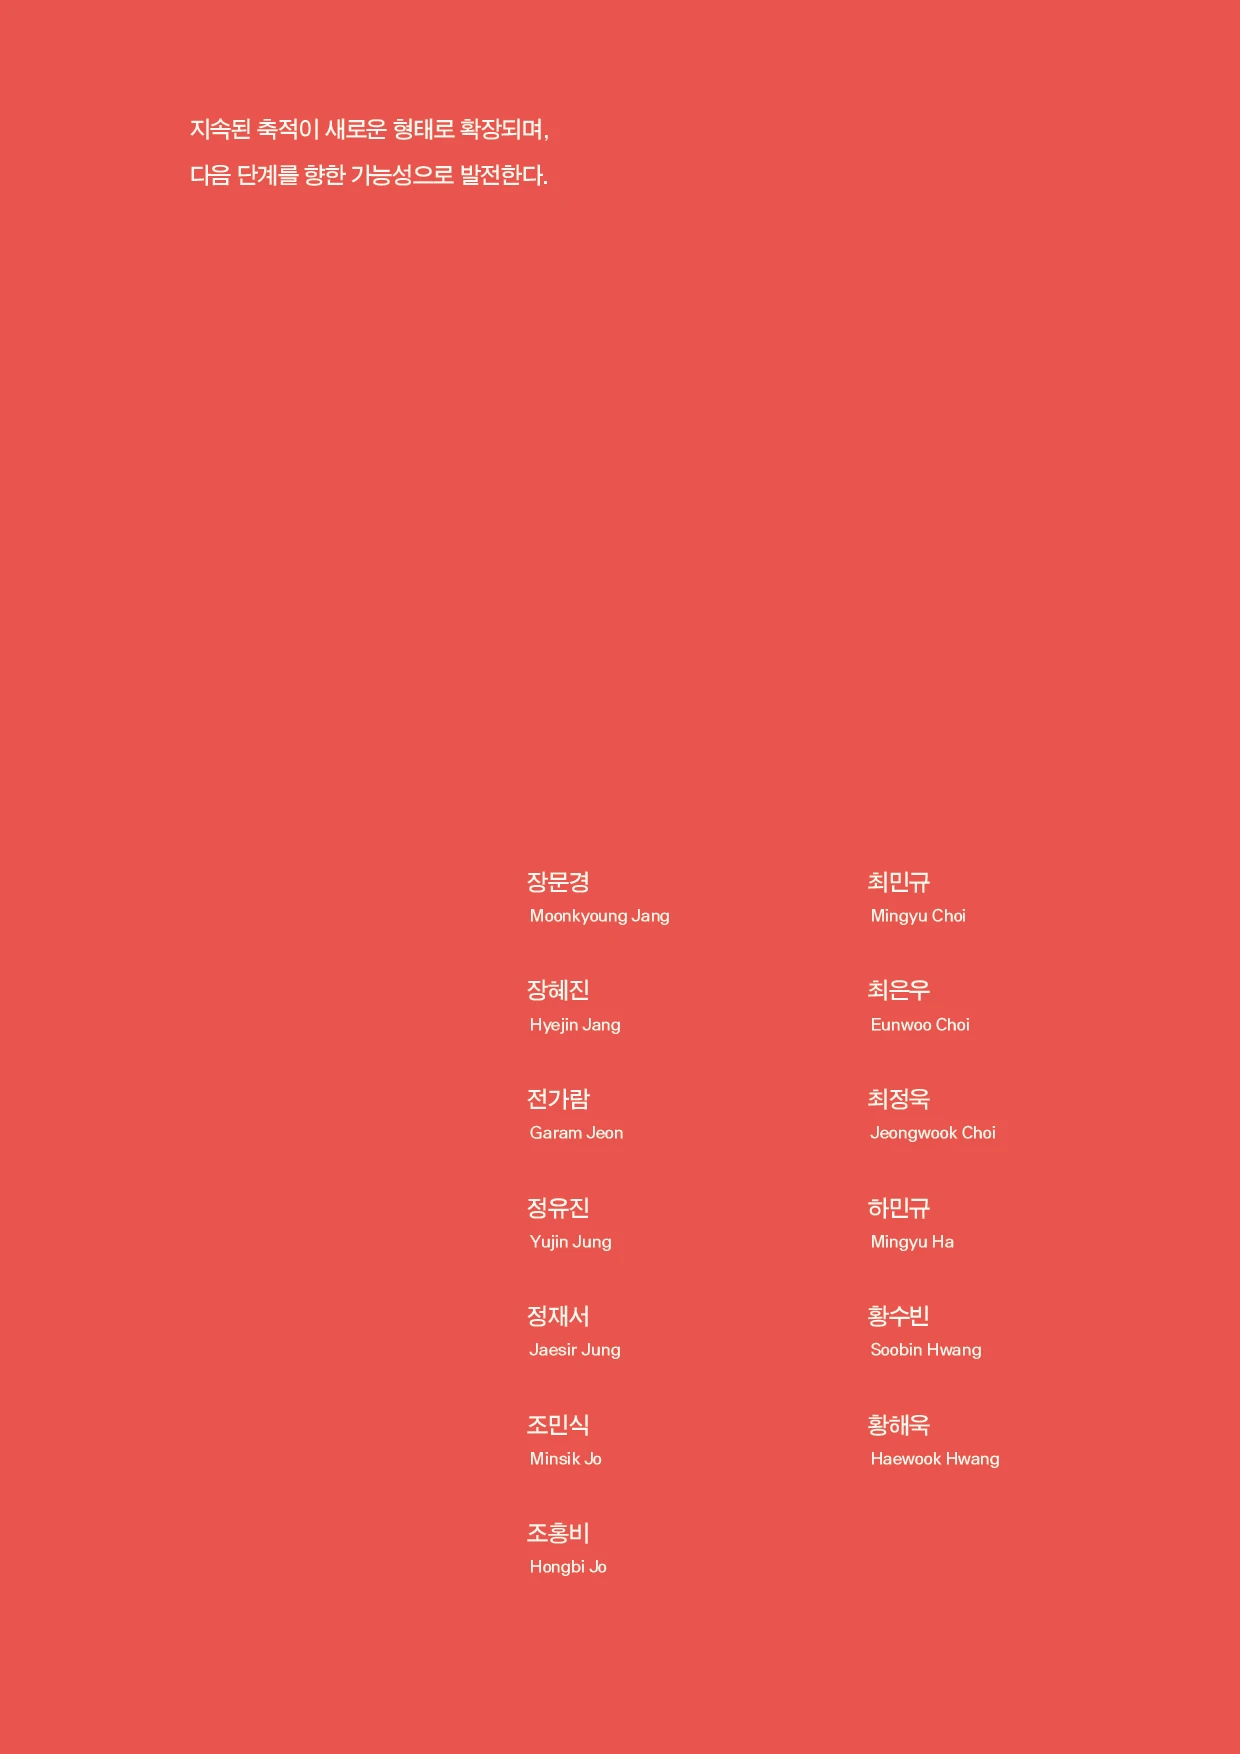 지속된 축적이 새로운 형태로 확장되며,
다음 단계를 향한 가능성으로 발전한다.
장문경
Moonkyoung Jang
장혜진
Hyejin Jang
전가람
Garam Jeon
정유진
Yujin Jung
정재서
Jaesir Jung
조민식
Minsik Jo
조홍비
Hongbi Jo
최민규
Mingyu Choi
최은우
Eunwoo Choi
최정욱
Jeongwook Choi
하민규
Mingyu Ha
황수빈
Soobin Hwang
황해욱
Haewook Hwang